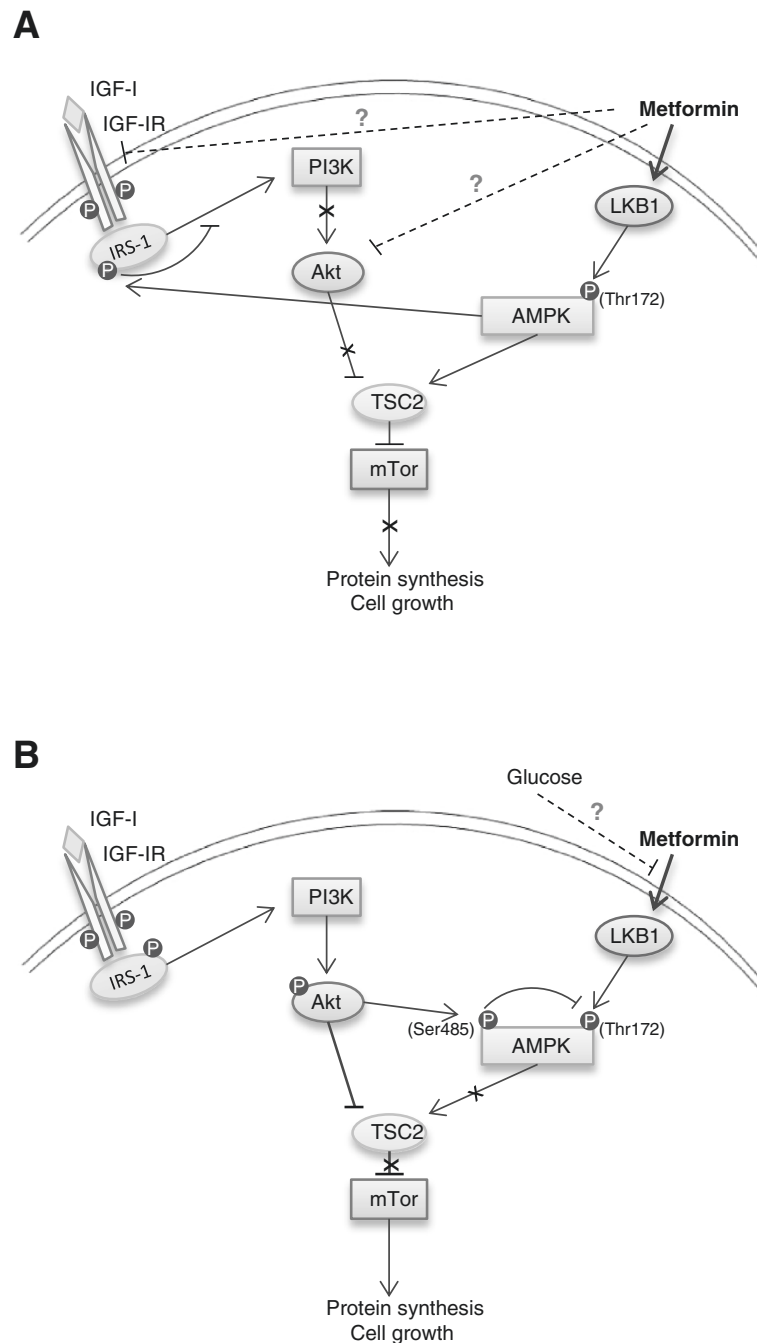 A
IGF-I
IGF-IR
?
Metformin
PI3K
P
P
?
LKB1
IRS-1
P
Akt
P
(Thr172)
AMPK
TSC2
mTor
Protein synthesis
Cell growth
B
Glucose
IGF-I
?
Metformin
IGF-IR
PI3K
P
P
P
LKB1
IRS-1
P
Akt
(Ser485)
P
P
(Thr172)
AMPK
TSC2
mTor
Protein synthesis
Cell growth